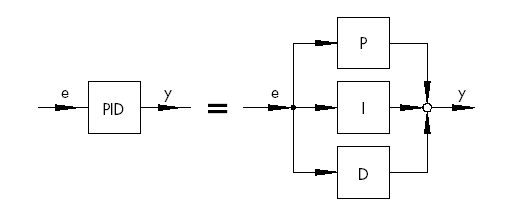 e PID y = e P I D y